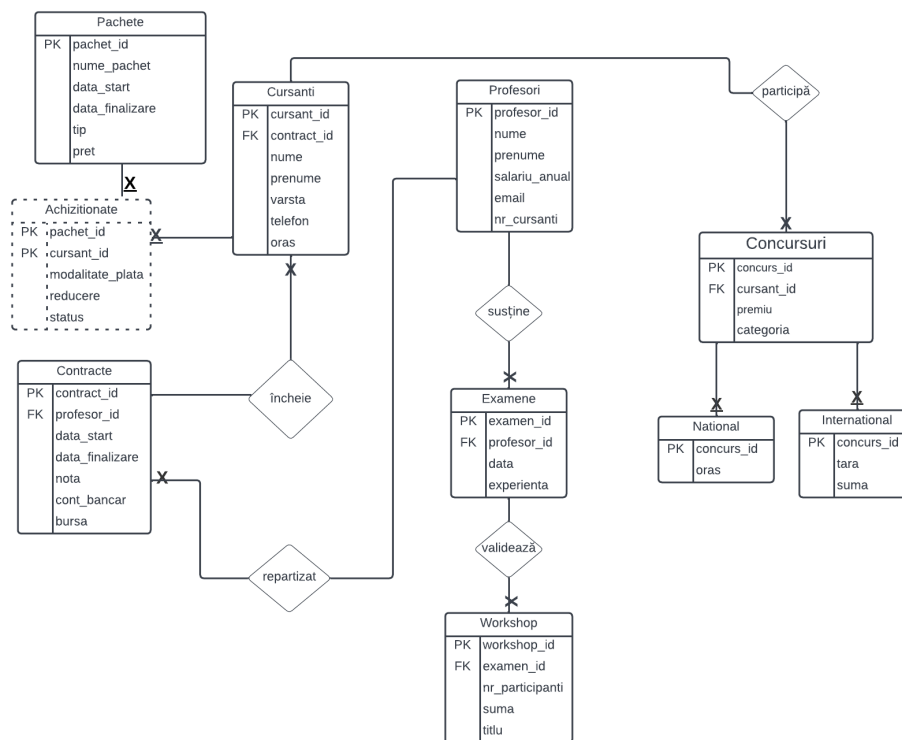 Pachete
PK pachet_id
nume_pachet
data_start
data_finalizare
tip
pret
X
Achizitionate
PK pachet_id
PK cursant_id
modalitate_plata
reducere
status
X
Cursanti
PK cursant_id
FK contract_id
nume
prenume
varsta
telefon
oras
X
Profesori
PK profesor_id
nume
prenume
salariu_anual
email
nr_cursanti
participă
X
Concursuri
PK concurs_id
FK cursant_id
premiu
categoria
susține
X
Contracte
PK contract_id
FK profesor_id
data_start
data_finalizare
nota
cont_bancar
bursa
încheie
X
repartizat
Examene
PK examen_id
FK profesor_id
data
experienta
X
National
PK concurs_id
oras
X
International
PK concurs_id
tara
suma
validează
X
Workshop
PK workshop_id
FK examen_id
nr_participanti
suma
titlu